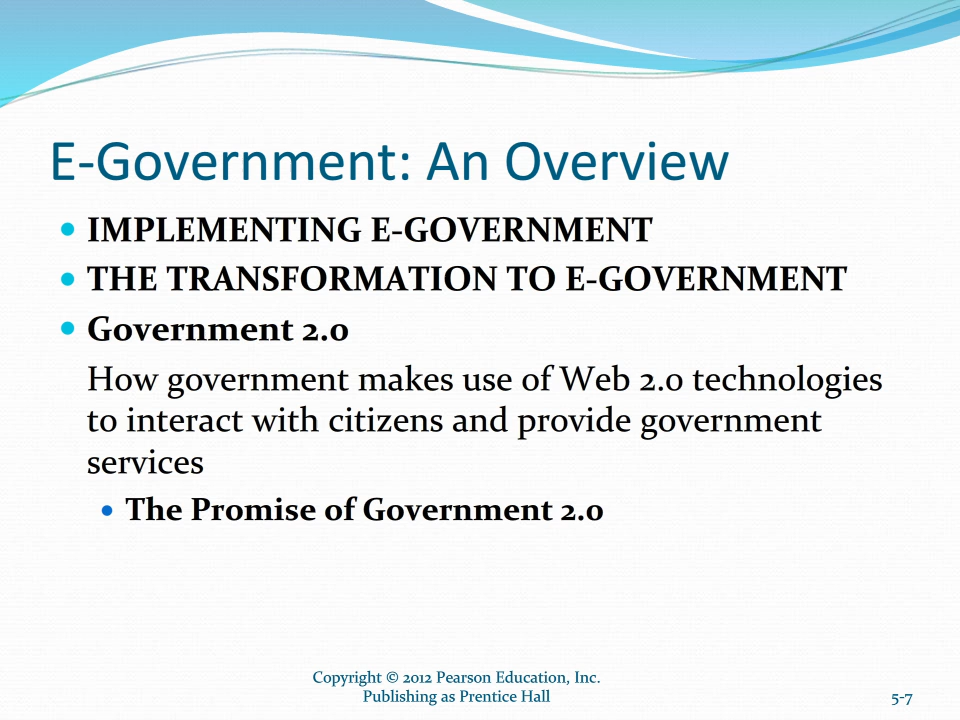 E-Government: An Overview
• IMPLEMENTING E-GOVERNMENT
• THE TRANSFORMATION TO E-GOVERNMENT
• Government 2.0
How government makes use of Web 2.0 technologies
to interact with citizens and provide government
services
• The Promise of Government 2.0
Copyright © 2012 Pearson Education, Inc.
Publishing as Prentice Hall
5-7